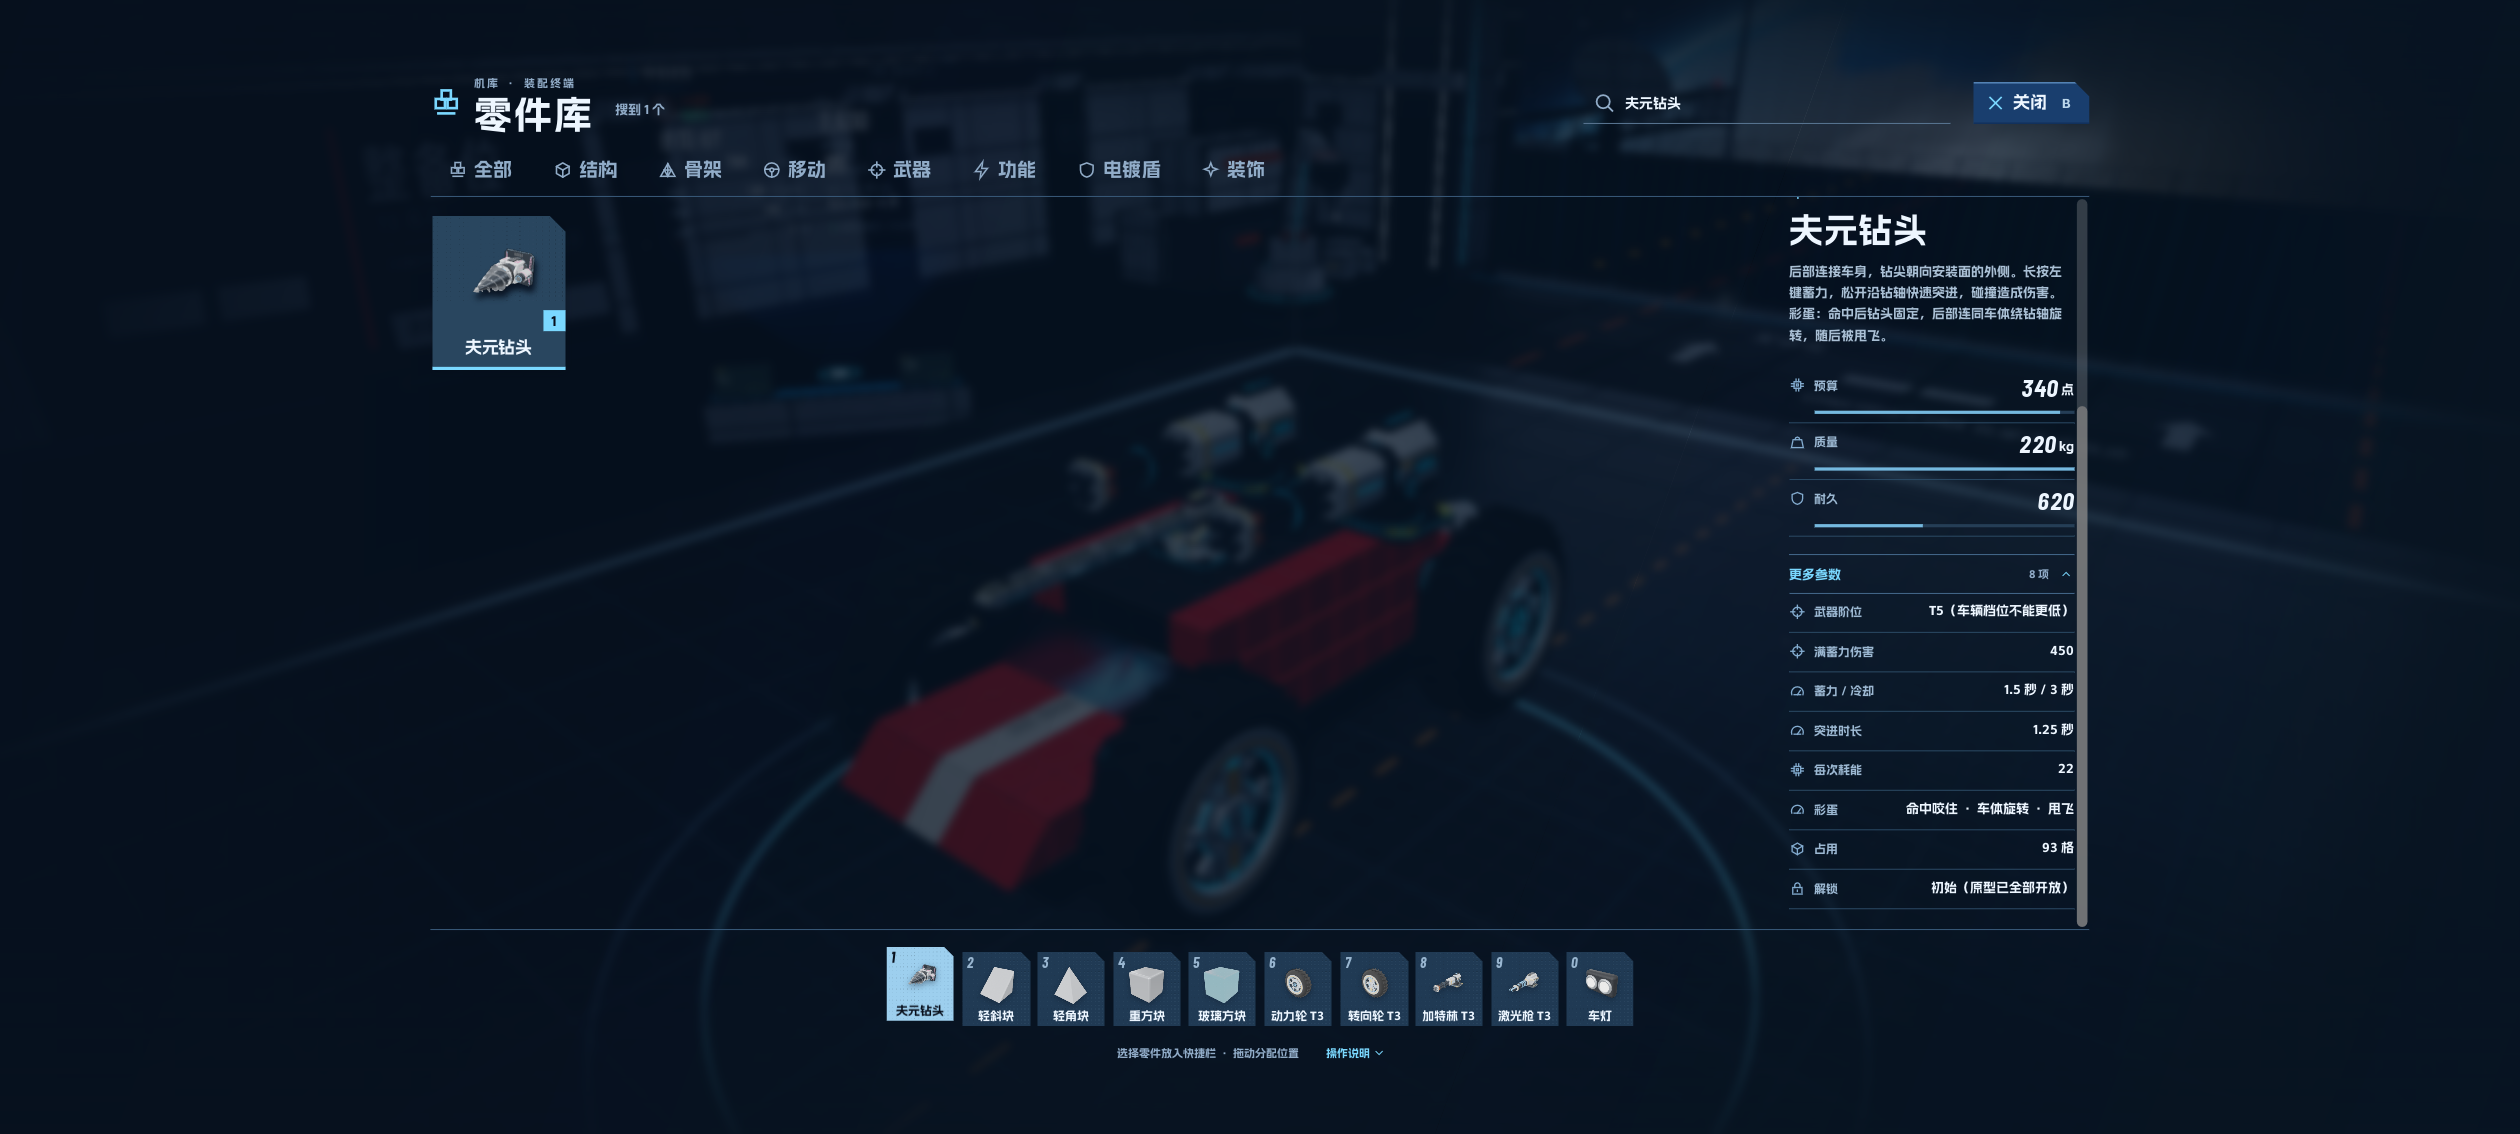 机库 · 装配终端
零件库
搜到 1 个
夫元钻头
关闭 B
全部 结构 骨架 移动 武器 功能 电镀盾 装饰
1
夫元钻头
夫元钻头
后部连接车身，钻尖朝向安装面的外侧。长按左
键蓄力，松开沿钻轴快速突进，碰撞造成伤害。
彩蛋：命中后钻头固定，后部连同车体绕钻轴旋
转，随后被甩飞。
预算 340 点
质量 220 kg
耐久 620
更多参数 8 项
武器阶位 T5（车辆档位不能更低）
满蓄力伤害 450
蓄力 / 冷却 1.5 秒 / 3 秒
突进时长 1.25 秒
每次耗能 22
彩蛋 命中咬住 · 车体旋转 · 甩飞
占用 93 格
解锁 初始（原型已全部开放）
1 夫元钻头
2 轻斜块
3 轻角块
4 重方块
5 玻璃方块
6 动力轮 T3
7 转向轮 T3
8 加特林 T3
9 激光枪 T3
0 车灯
选择零件放入快捷栏 · 拖动分配位置 操作说明